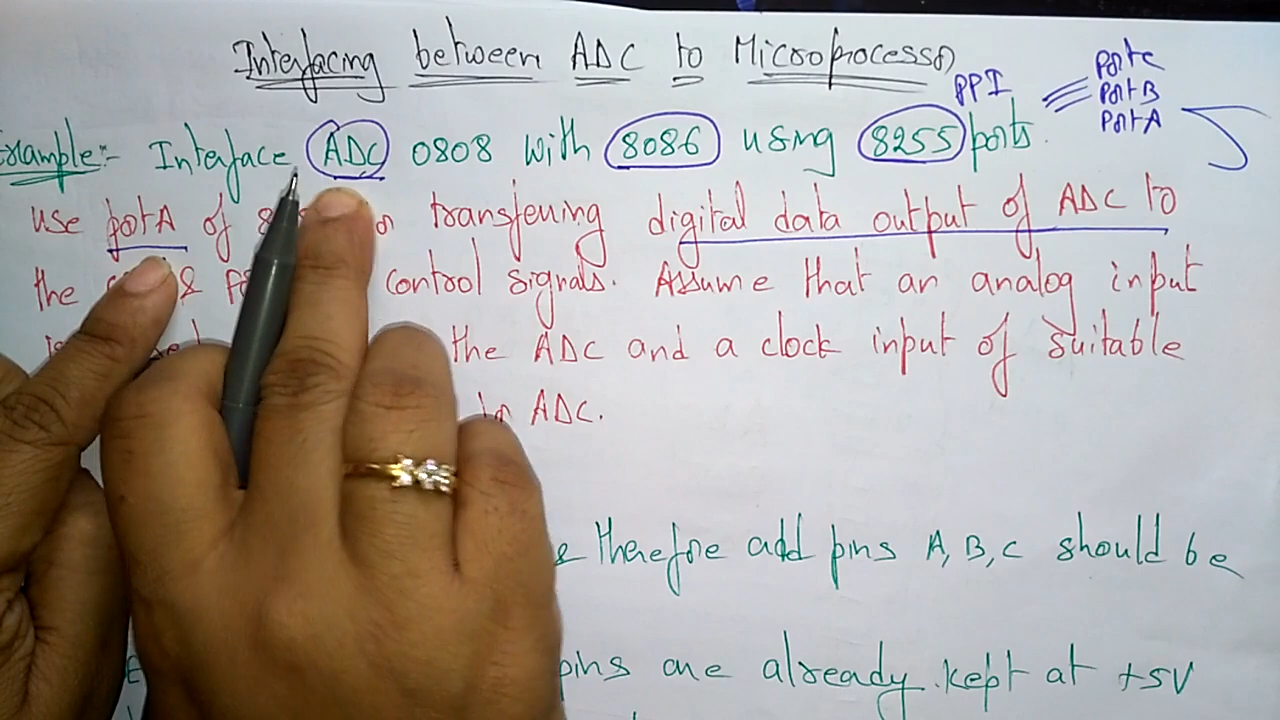 Interfacing between ADC to Microprocessor
PPI
Port C
Port B
Port A
Example:- Interface ADC 0808 with 8086 using 8255 ports.
use port A of transferring digital data output of ADC to
the & control signals. Assume that an analog input
the ADC and a clock input of suitable
ADC.
therefore add pins A, B, C should be
pins are already kept at +5V